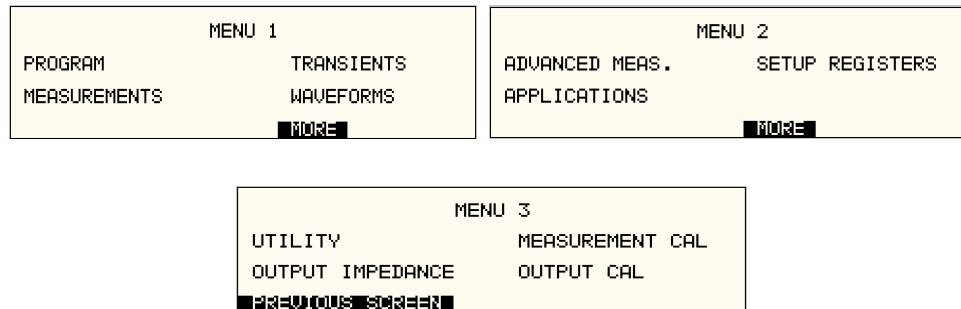 MENU 1
PROGRAM TRANSIENTS
MEASUREMENTS WAVEFORMS
MORE
MENU 2
ADVANCED MEAS. SETUP REGISTERS
APPLICATIONS
MORE
MENU 3
UTILITY MEASUREMENT CAL
OUTPUT IMPEDANCE OUTPUT CAL
PREVIOUS SCREEN